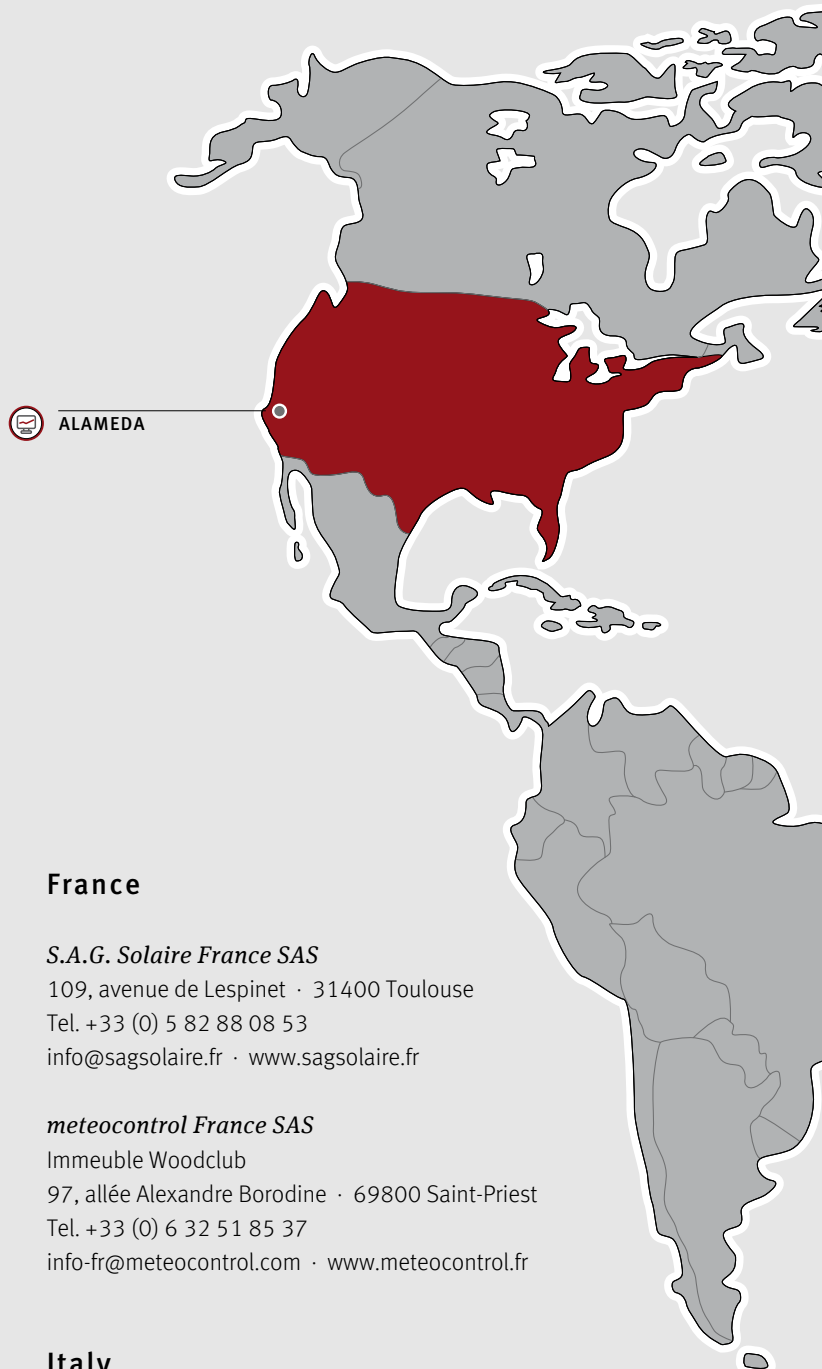 ALAMEDA
France
S.A.G. Solaire France SAS
109, avenue de Lespinet · 31400 Toulouse
Tel. +33 (0) 5 82 88 08 53
info@sagsolaire.fr · www.sagsolaire.fr
meteocontrol France SAS
Immeuble Woodclub
97, allée Alexandre Borodine · 69800 Saint-Priest
Tel. +33 (0) 6 32 51 85 37
info-fr@meteocontrol.com · www.meteocontrol.fr
Italy